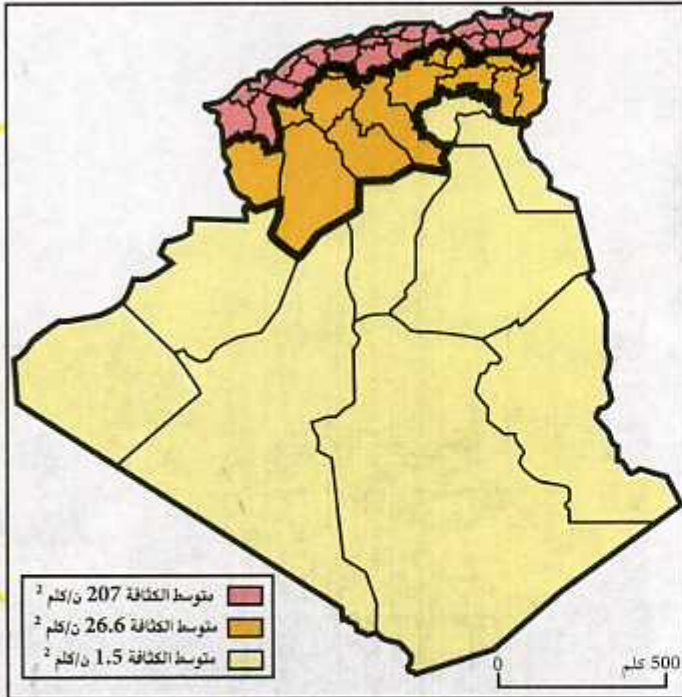 متوسط الكثافة 207 ن/كلم ²
متوسط الكثافة 26.6 ن/كلم ²
متوسط الكثافة 1.5 ن/كلم ²
0 500 كلم